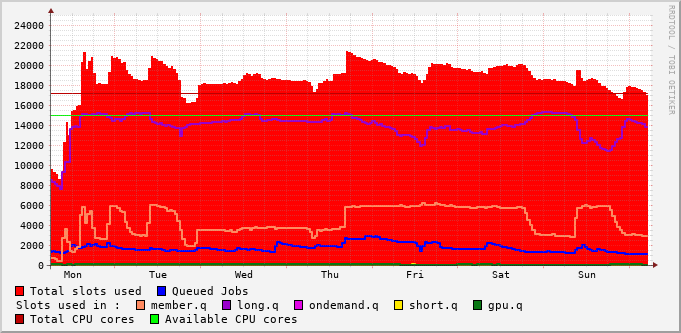 RRDTOOL / TOBI OETIKER
24000
22000
20000
18000
16000
14000
12000
10000
8000
6000
4000
2000
0
Mon Tue Wed Thu Fri Sat Sun
Total slots used Queued Jobs
Slots used in : member.q long.q ondemand.q short.q gpu.q
Total CPU cores Available CPU cores